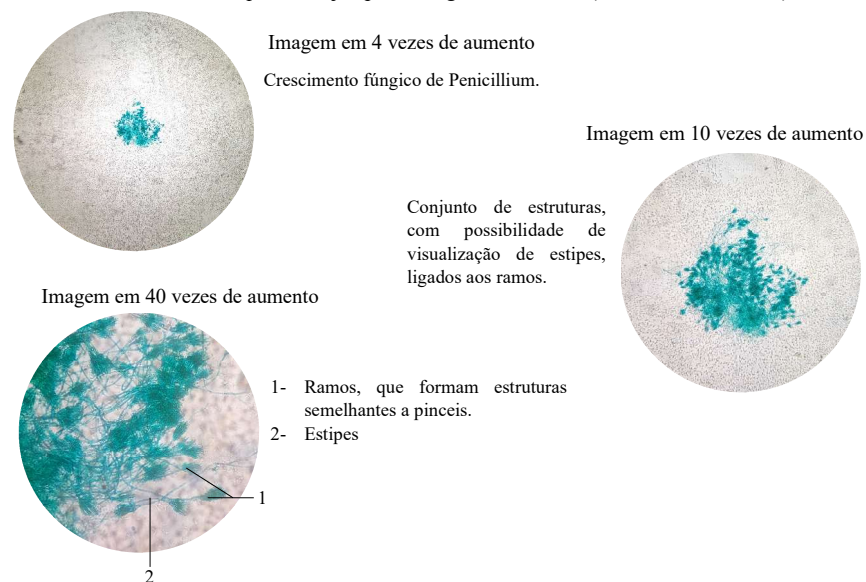 Imagem em 4 vezes de aumento
Crescimento fúngico de Penicillium.
Imagem em 10 vezes de aumento
Conjunto de estruturas,
com possibilidade de
visualização de estipes,
ligados aos ramos.
Imagem em 40 vezes de aumento
1- Ramos, que formam estruturas
semelhantes a pinceis.
2- Estipes
1
2